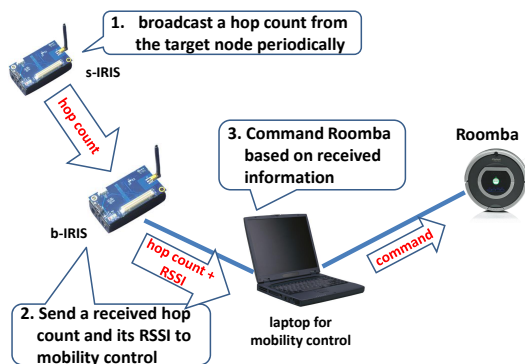 1. broadcast a hop count from
the target node periodically
s-IRIS
hop count
3. Command Roomba
based on received
information
Roomba
b-IRIS
hop count +
RSSI
command
2. Send a received hop
count and its RSSI to
mobility control
laptop for
mobility control